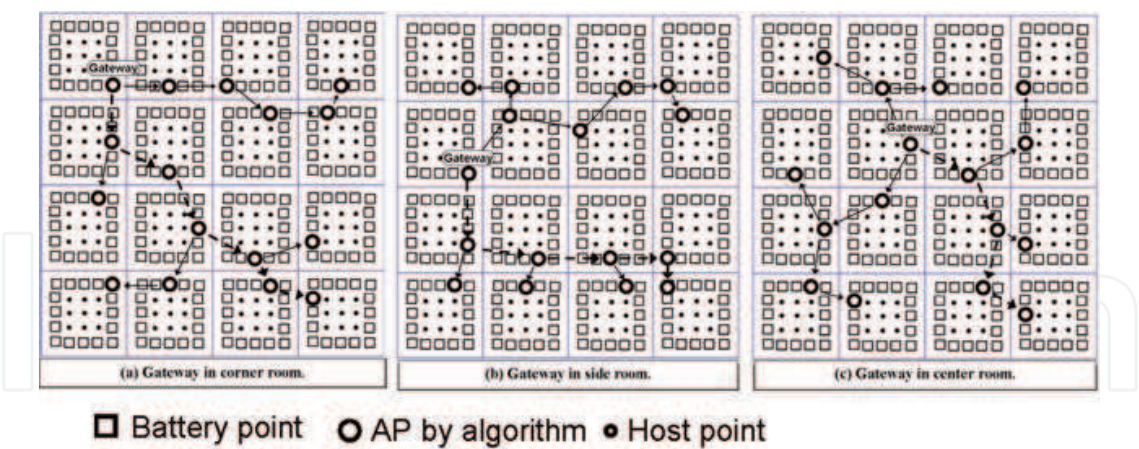 Gateway
Gateway
Gateway
(a) Gateway in corner room.
(b) Gateway in side room.
(c) Gateway in center room.
Battery point
AP by algorithm
Host point